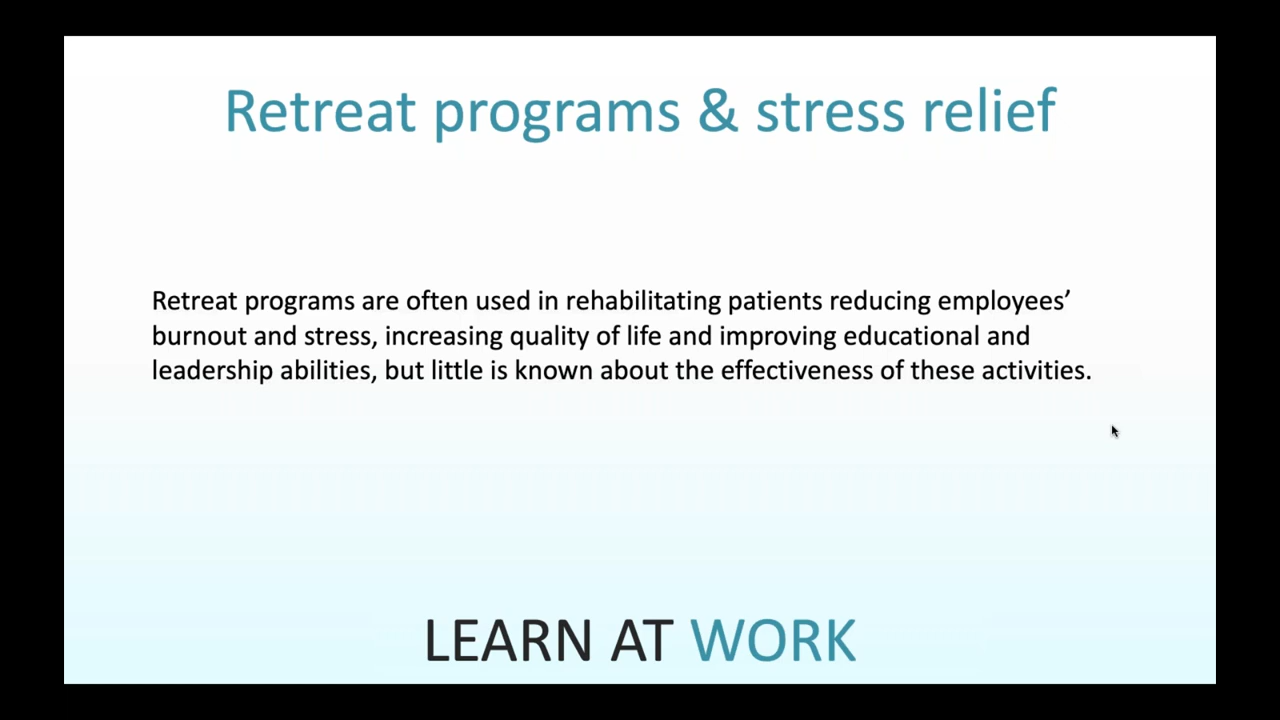 Retreat programs & stress relief
Retreat programs are often used in rehabilitating patients reducing employees’
burnout and stress, increasing quality of life and improving educational and
leadership abilities, but little is known about the effectiveness of these activities.
LEARN AT WORK